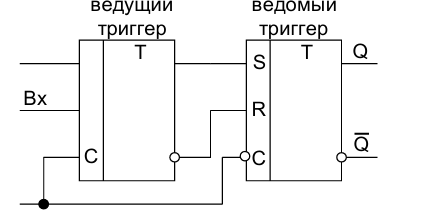 ведущий ведомый
триггер триггер
T T Q
S
Вх
R
C C Q̅